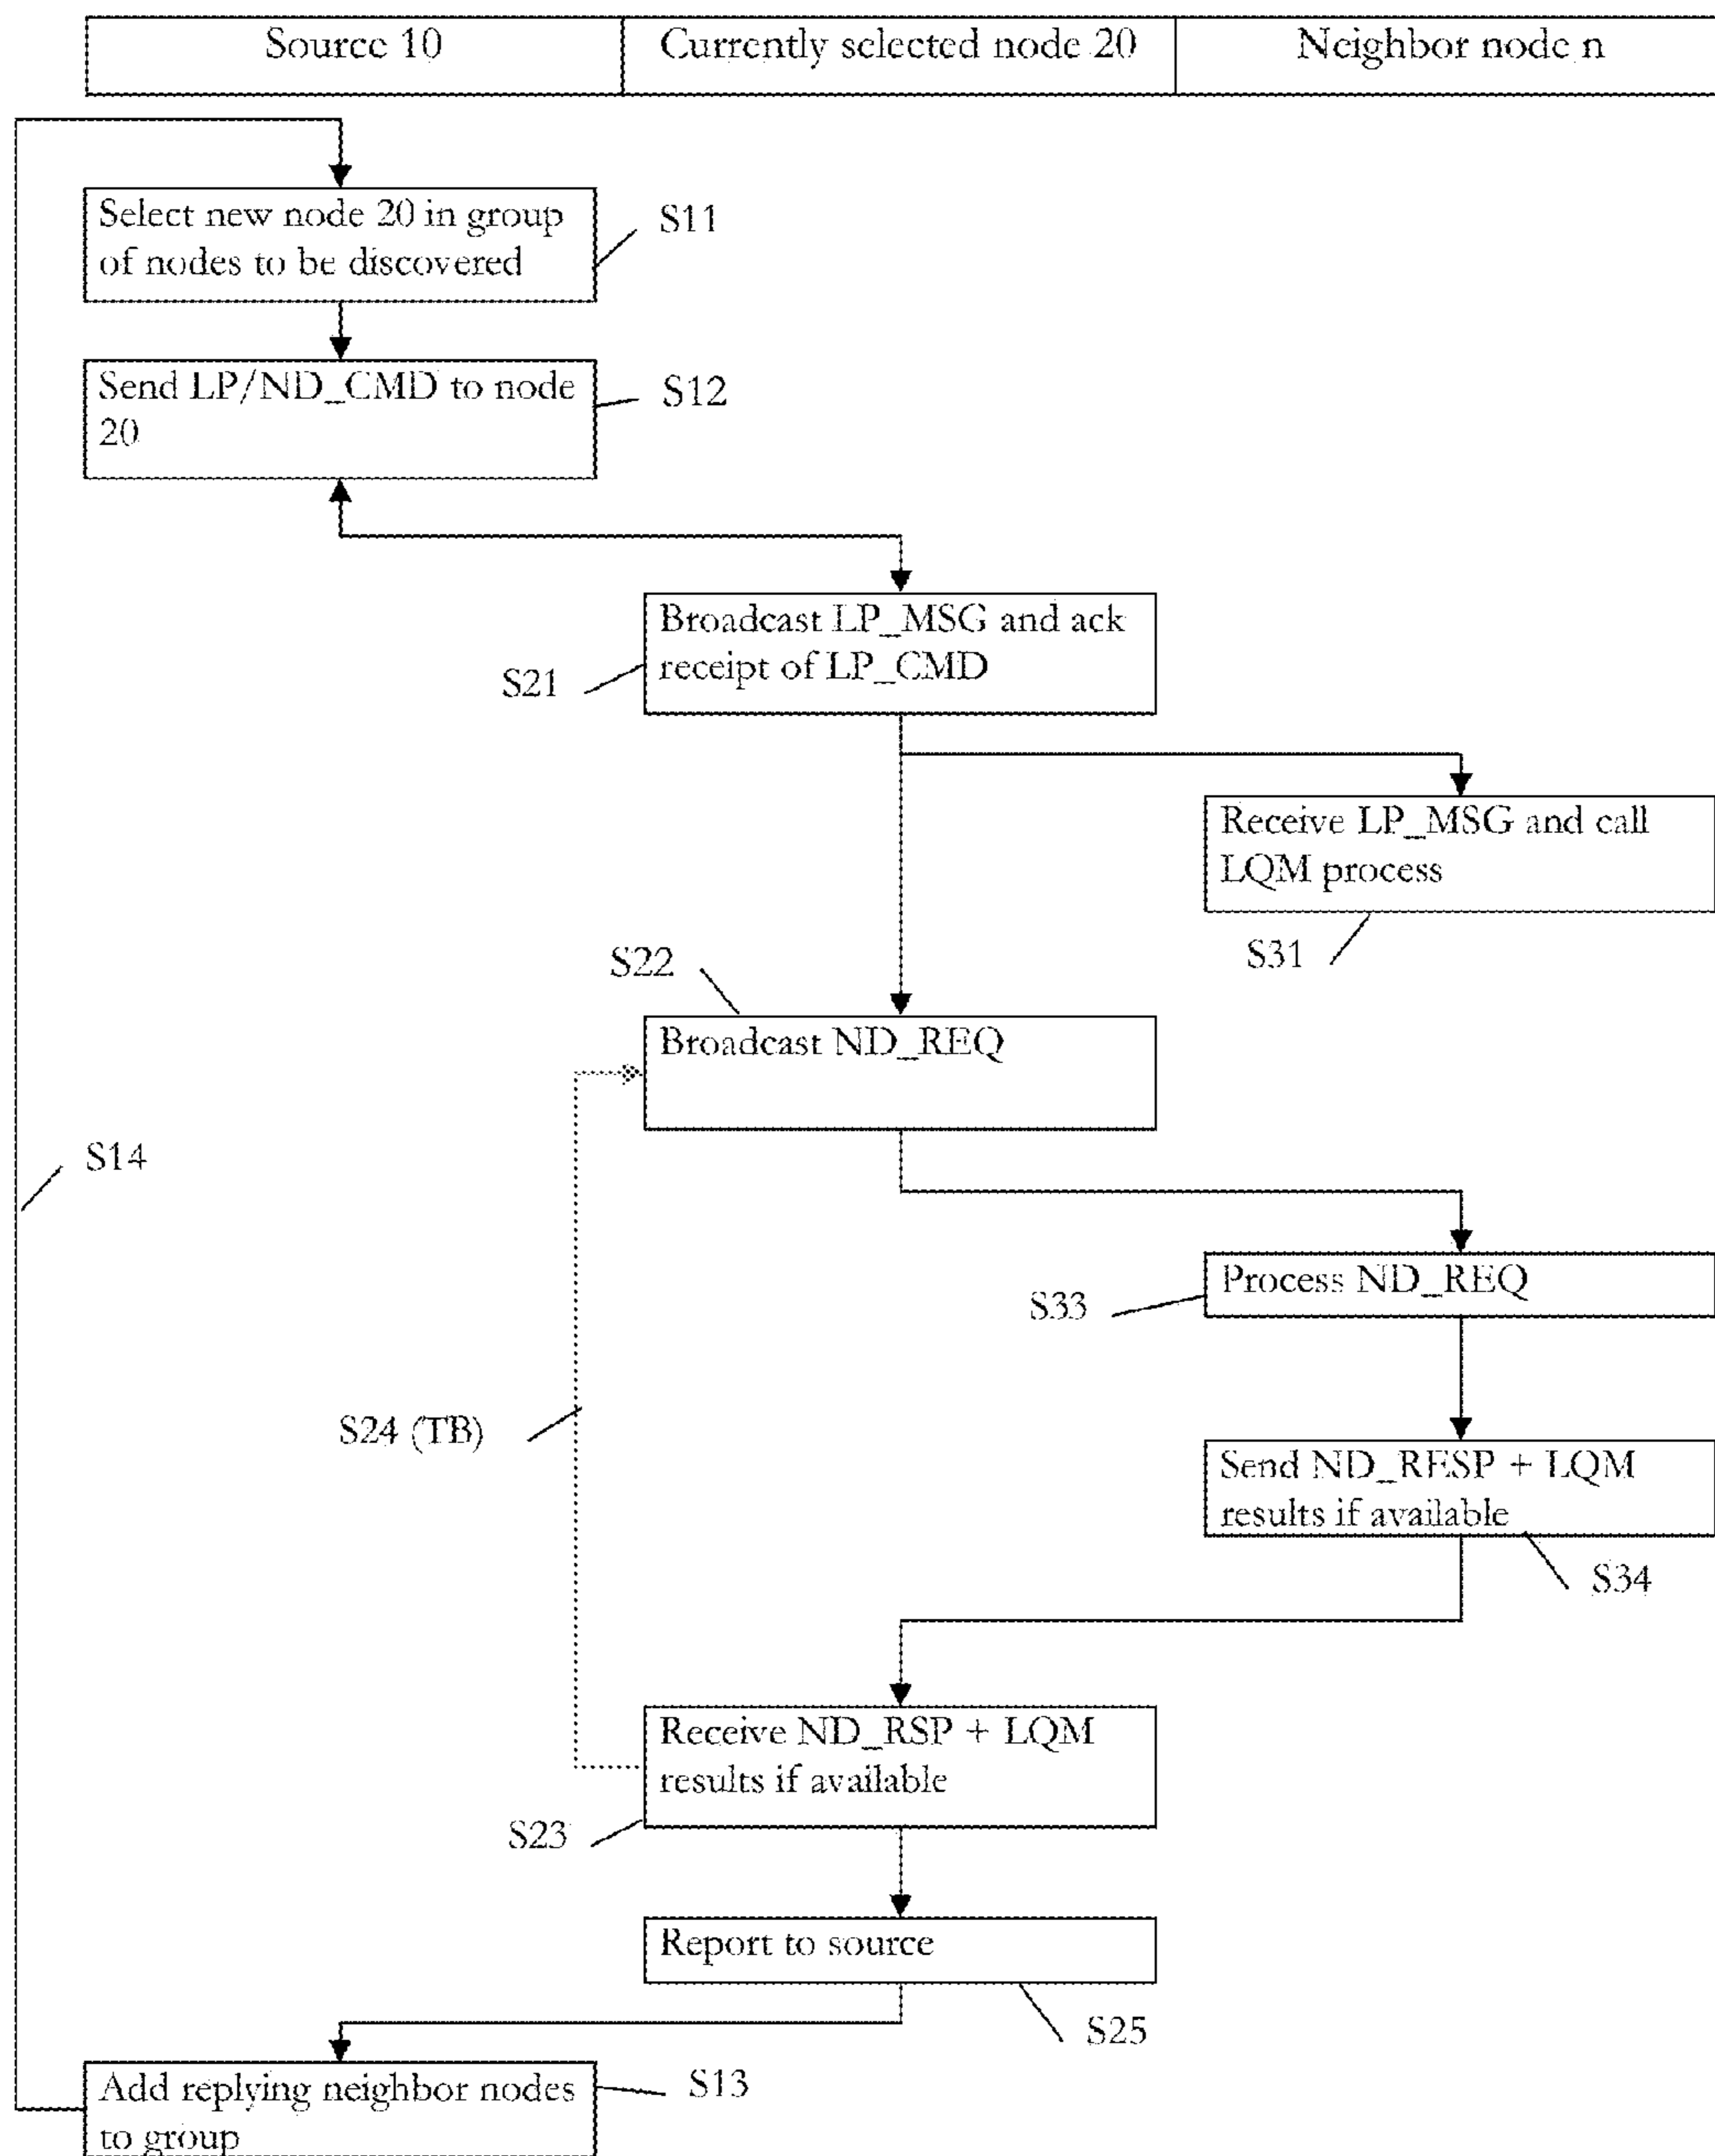 Source 10
Currently selected node 20
Neighbor node n
Select new node 20 in group
of nodes to be discovered
S11
Send LP/ND_CMD to node
20
S12
Broadcast LP_MSG and ack
receipt of LP_CMD
S21
Receive LP_MSG and call
LQM process
S31
S22
Broadcast ND_REQ
S14
Process ND_REQ
S33
S24 (TB)
Send ND_RESP + LQM
results if available
S34
Receive ND_RSP + LQM
results if available
S23
Report to source
S25
Add replying neighbor nodes
to group
S13